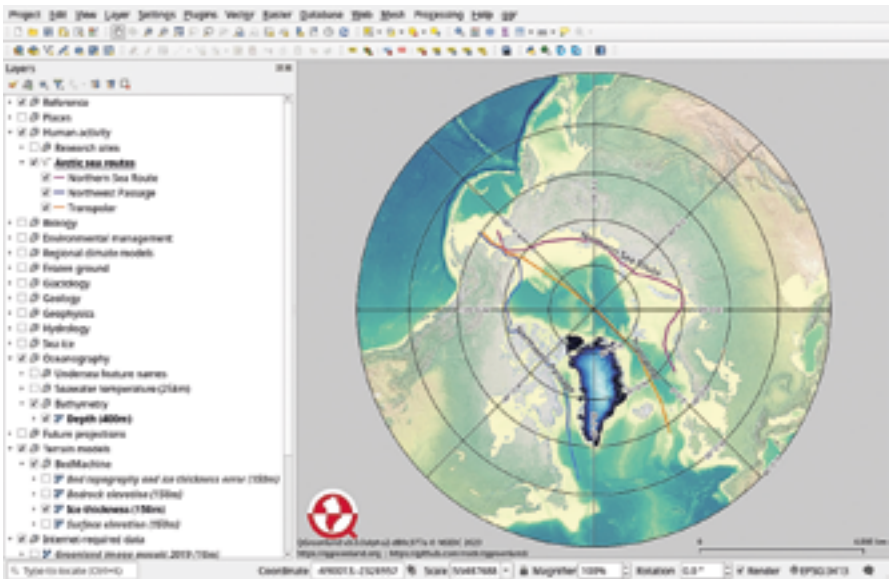 Project Edit View Layer Settings Plugins Vector Raster Database Web Mesh Processing Help
Layers
Reference
Places
Human activity
Research sites
Arctic sea routes
Northern Sea Route
Northwest Passage
Transpolar
Biology
Environmental management
Regional climate models
Frozen ground
Glaciology
Geology
Geophysics
Hydrology
Sea ice
Oceanography
Undersea feature names
Seawater temperature
Bathymetry
Depth (400m)
Future projections
Terrain models
BedMachine
Bed topography and ice thickness error (150m)
Bedrock elevation (150m)
Ice thickness (150m)
Surface elevation (150m)
Internet-required data
Sea Route
Type to locate (Ctrl+K)
Coordinate
Scale
Magnifier 100%
Rotation 0.0 °
Render
EPSG:3413